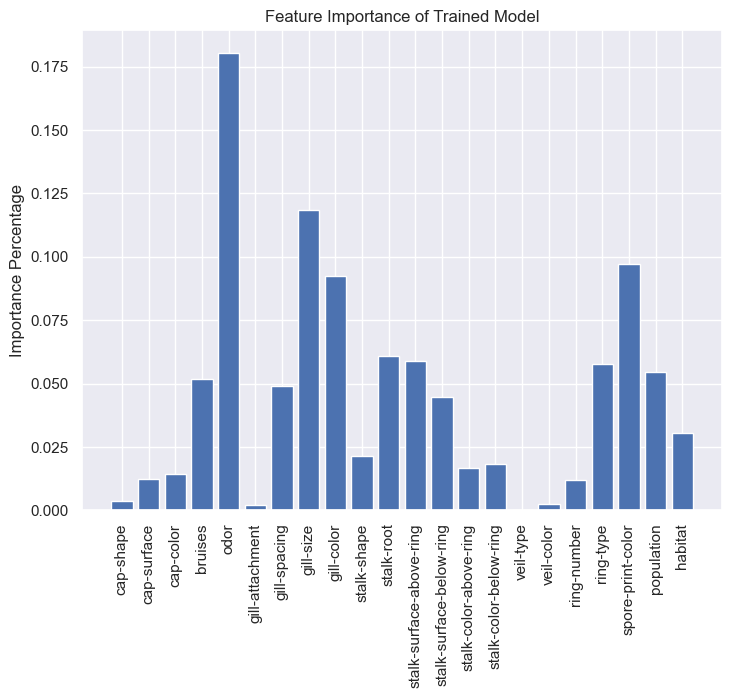 Feature Importance of Trained Model
Importance Percentage
0.175
0.150
0.125
0.100
0.075
0.050
0.025
0.000
cap-shape
cap-surface
cap-color
bruises
odor
gill-attachment
gill-spacing
gill-size
gill-color
stalk-shape
stalk-root
stalk-surface-above-ring
stalk-surface-below-ring
stalk-color-above-ring
stalk-color-below-ring
veil-type
veil-color
ring-number
ring-type
spore-print-color
population
habitat